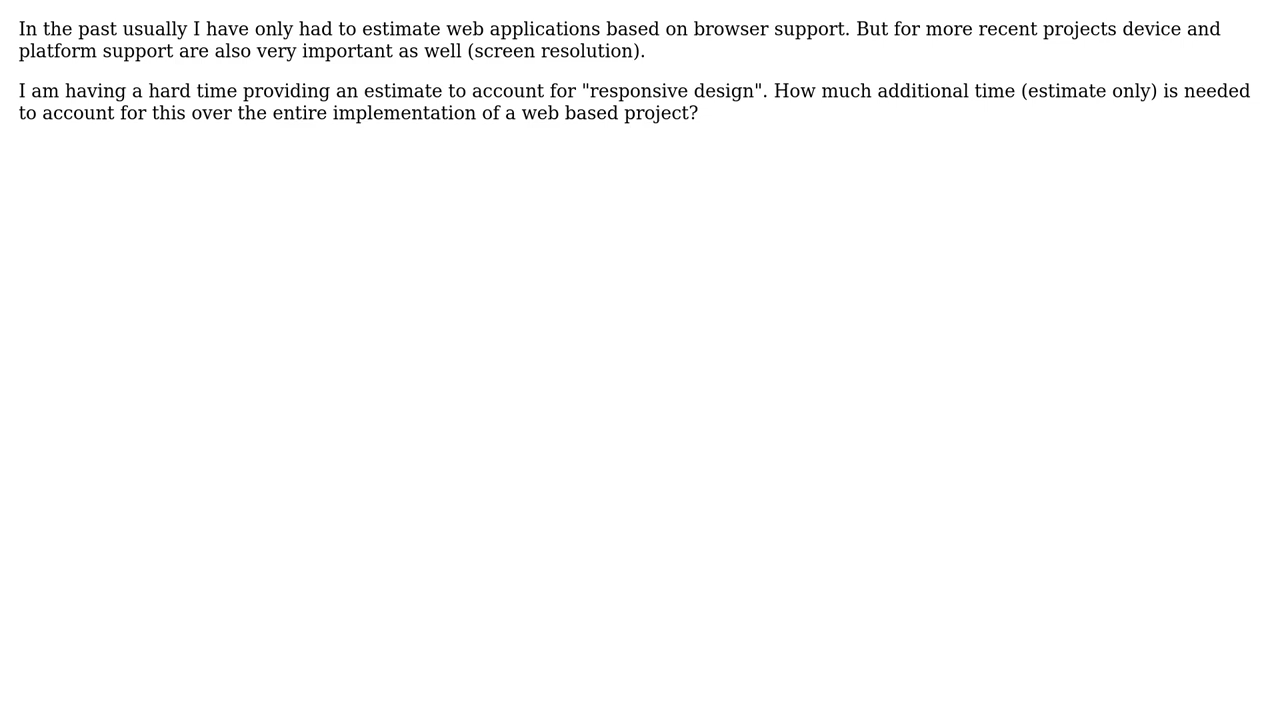 In the past usually I have only had to estimate web applications based on browser support. But for more recent projects device and
platform support are also very important as well (screen resolution).
I am having a hard time providing an estimate to account for "responsive design". How much additional time (estimate only) is needed
to account for this over the entire implementation of a web based project?